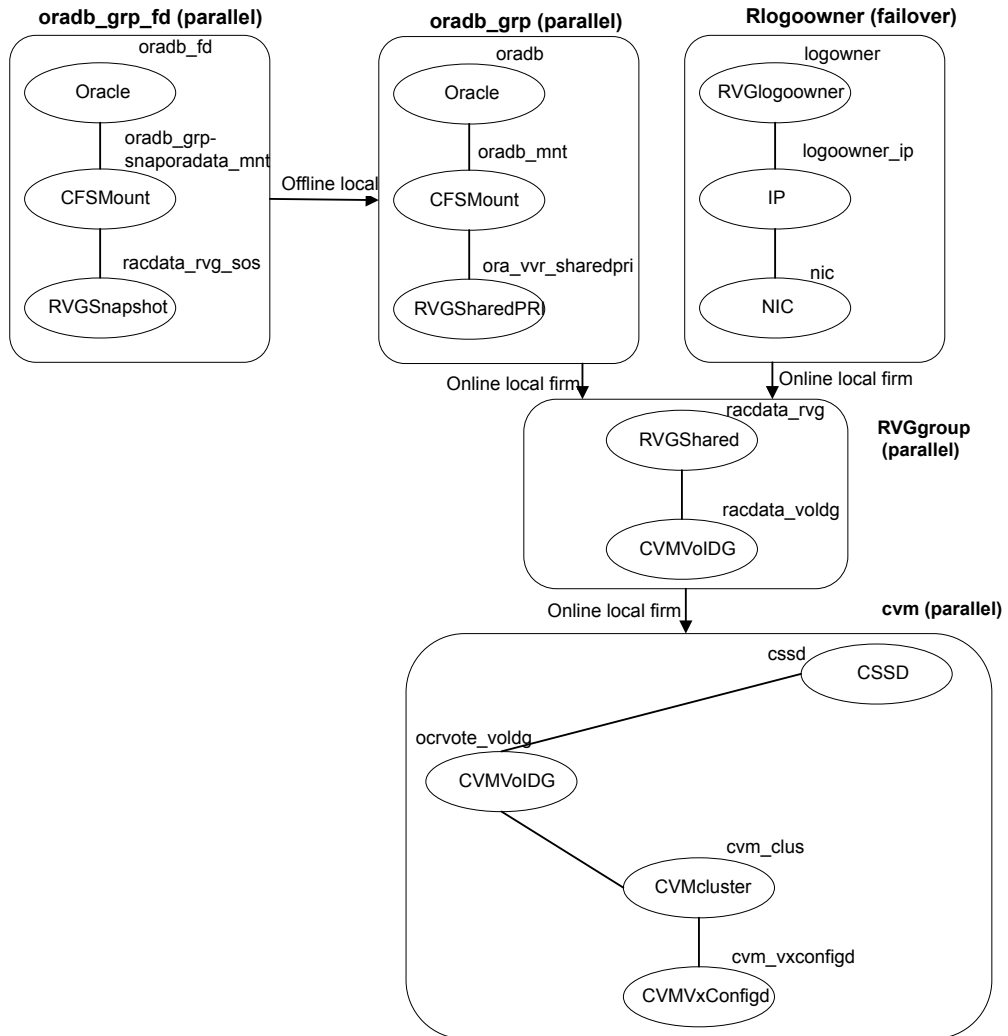 oradb_grp_fd (parallel)
oradb_grp (parallel)
Rlogoowner (failover)
oradb_fd
Oracle
oradb_grp-
snaporadata_mnt
CFSMount
racdata_rvg_sos
RVGSnapshot
Offline local
oradb
Oracle
oradb_mnt
CFSMount
ora_vvr_sharedpri
RVGSharedPRI
logowner
RVGlogoowner
logoowner_ip
IP
nic
NIC
Online local firm
Online local firm
racdata_rvg
RVGShared
racdata_voldg
CVMVolDG
RVGgroup
(parallel)
Online local firm
cvm (parallel)
cssd
CSSD
ocrvote_voldg
CVMVolDG
cvm_clus
CVMcluster
cvm_vxconfigd
CVMVxConfigd